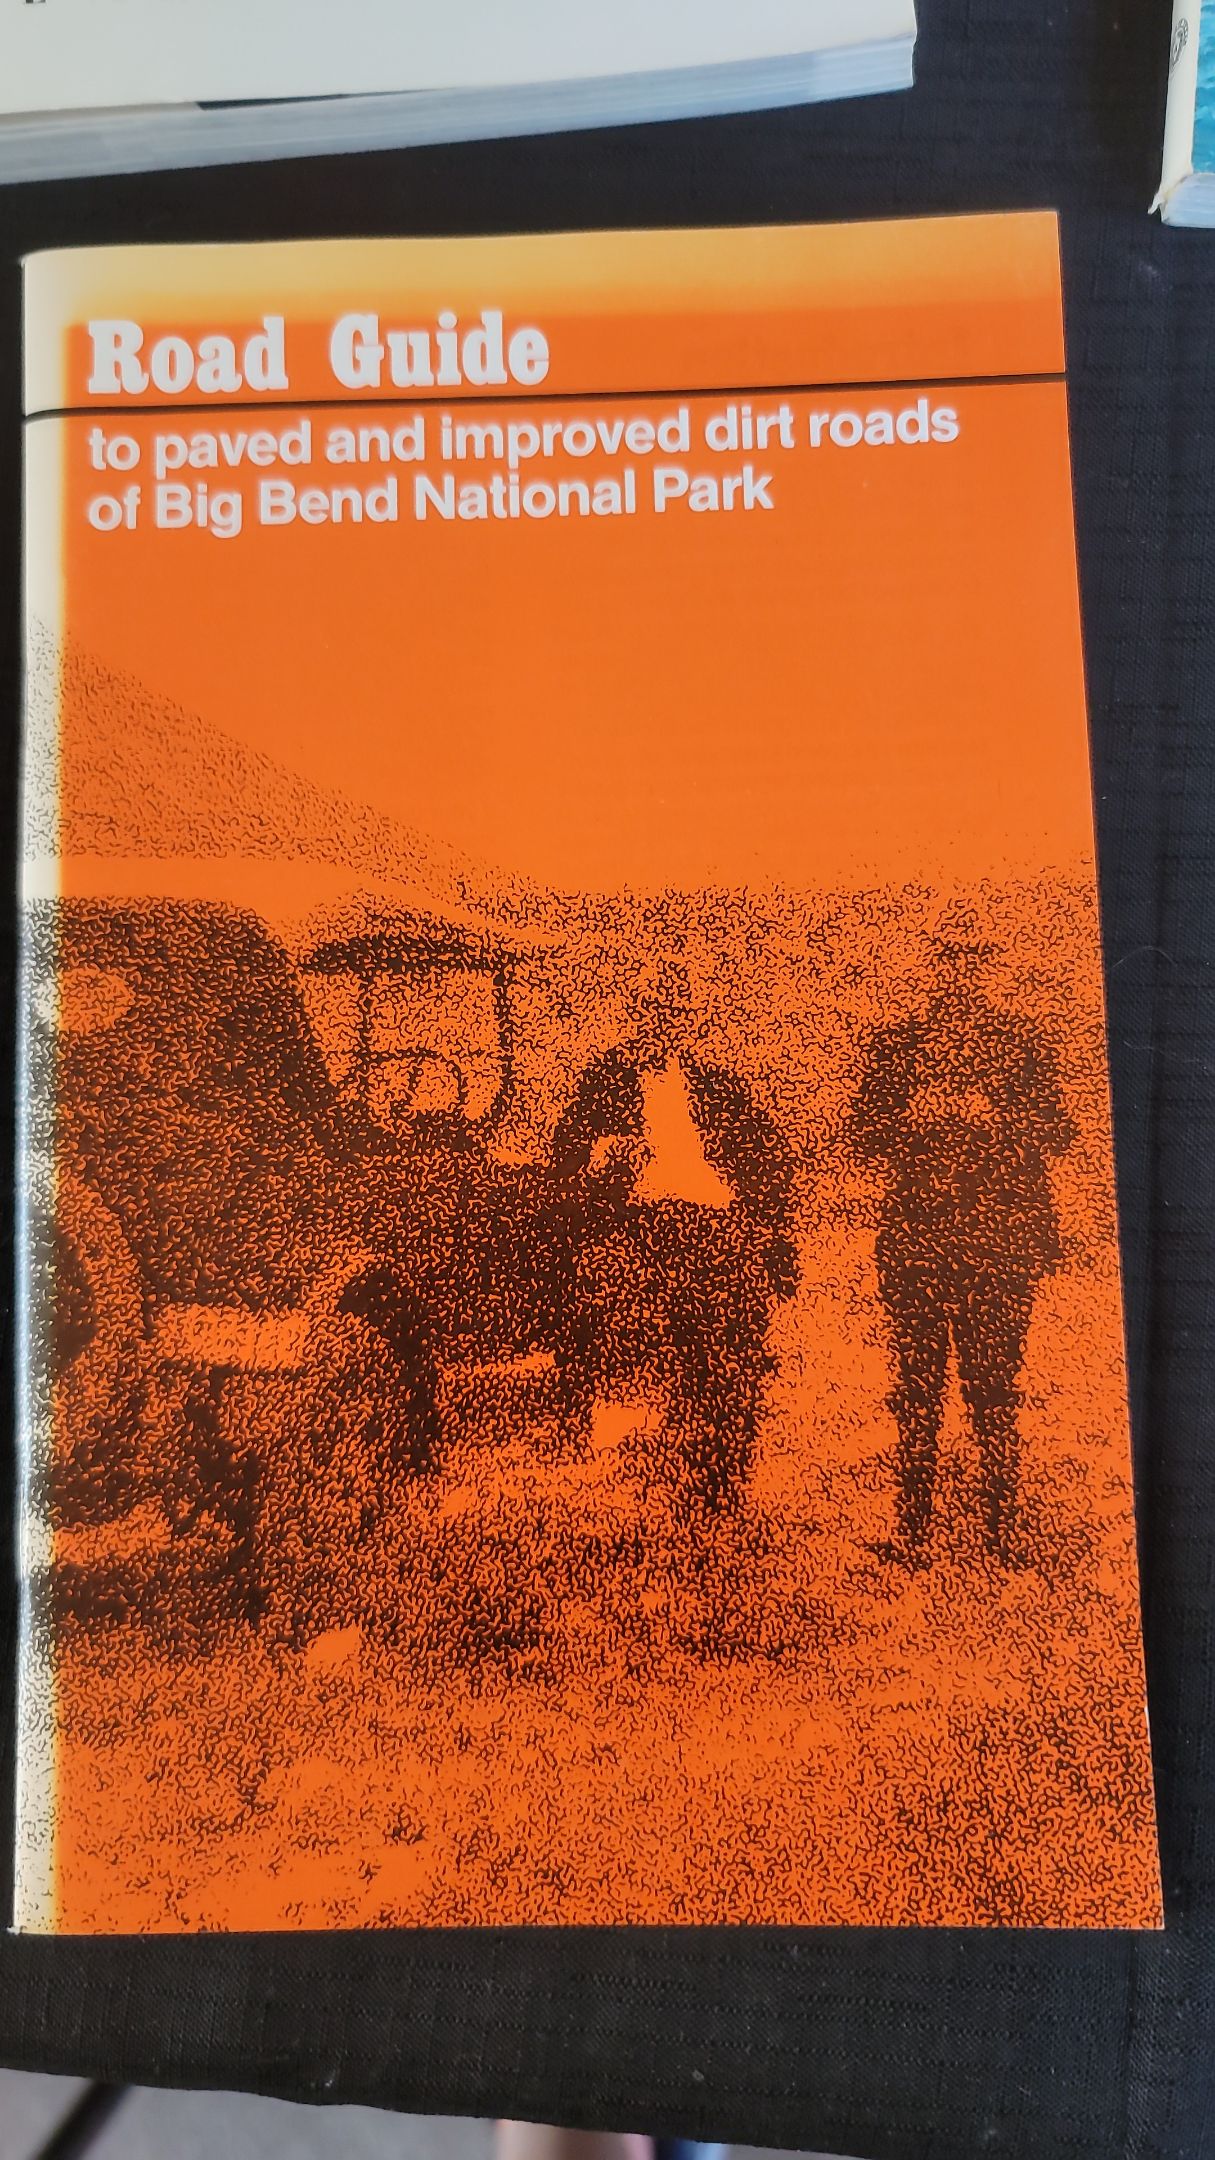 Road Guide
to paved and improved dirt roads
of Big Bend National Park